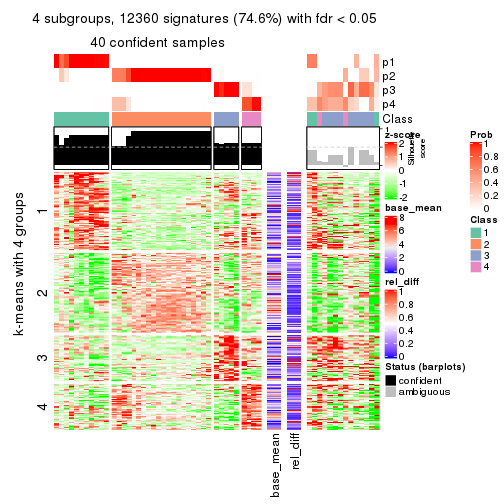 4 subgroups, 12360 signatures (74.6%) with fdr < 0.05
40 confident samples
p1
p2
p3
p4
Class
1
Silhouette
score
k-means with 4 groups
1
2
3
4
base_mean
rel_diff
z-score
2
1
0
-1
-2
base_mean
8
6
4
2
0
rel_diff
1
0.8
0.6
0.4
0.2
0
Status (barplots)
confident
ambiguous
Prob
1
0.8
0.6
0.4
0.2
0
Class
1
2
3
4